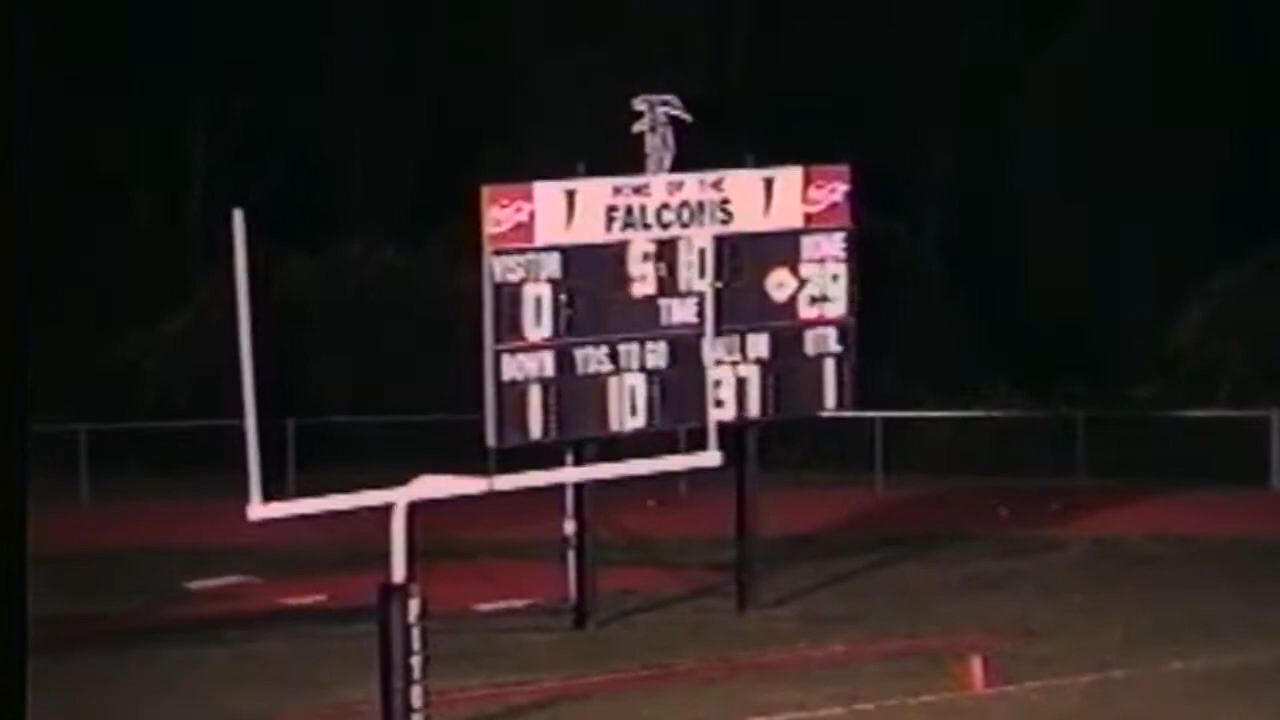 HOME OF THE
FALCONS
VISITOR 5:10 HOME
0 TIME 29
DOWN YDS. TO GO BALL ON QTR.
1 10 37 1